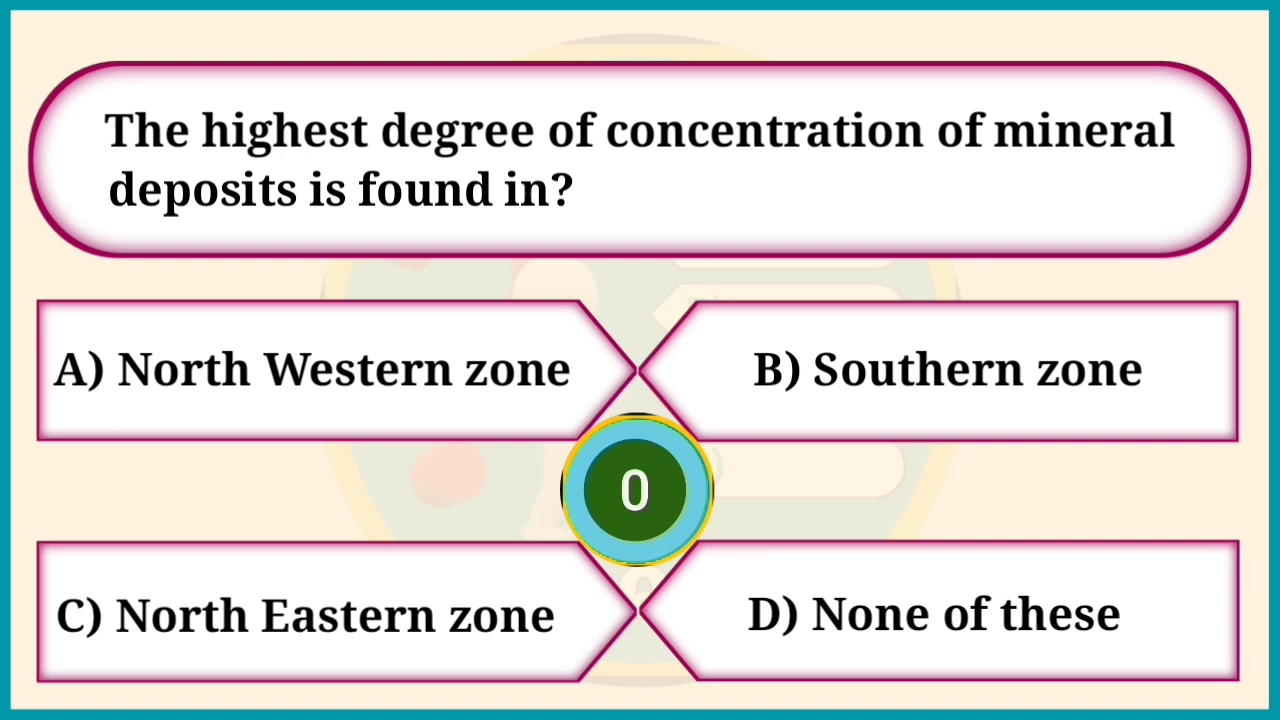 The highest degree of concentration of mineral
deposits is found in?
A) North Western zone
B) Southern zone
0
C) North Eastern zone
D) None of these